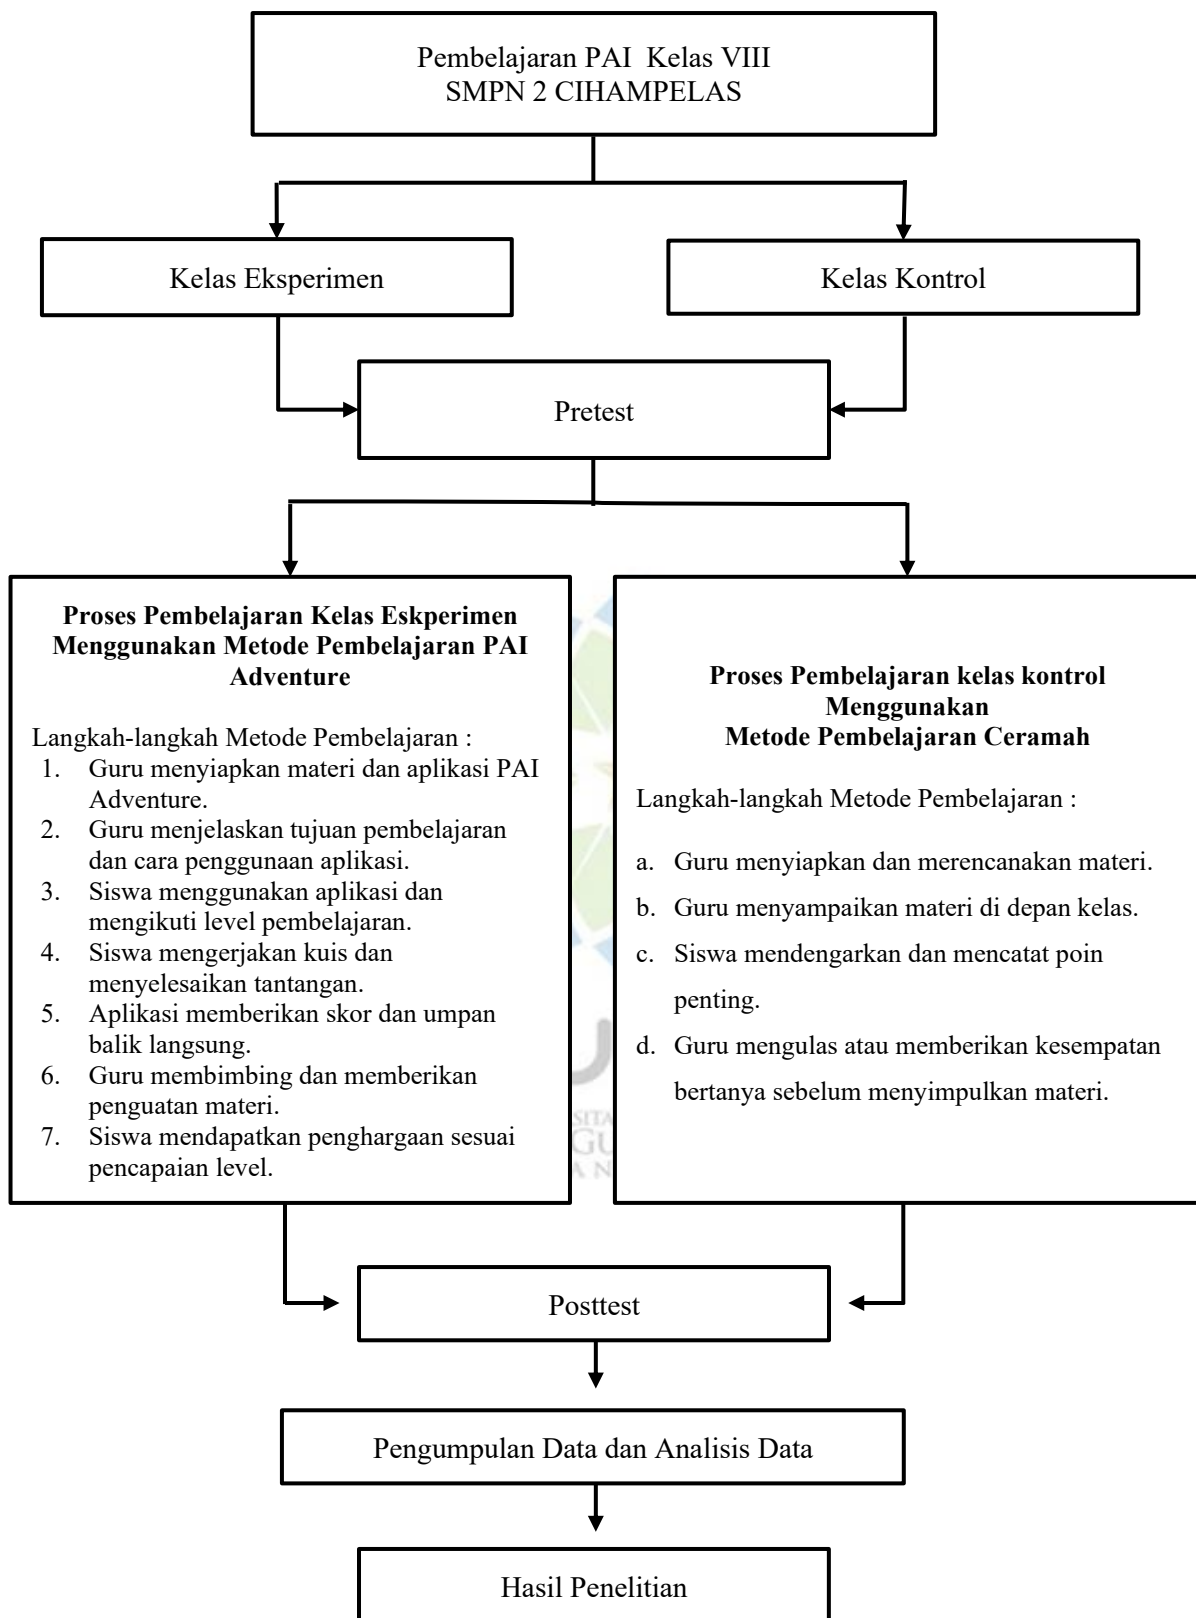 Pembelajaran PAI Kelas VIII
SMPN 2 CIHAMPELAS
Kelas Eksperimen
Kelas Kontrol
Pretest
Proses Pembelajaran Kelas Eskperimen
Menggunakan Metode Pembelajaran PAI
Adventure
Langkah-langkah Metode Pembelajaran :
1. Guru menyiapkan materi dan aplikasi PAI
Adventure.
2. Guru menjelaskan tujuan pembelajaran
dan cara penggunaan aplikasi.
3. Siswa menggunakan aplikasi dan
mengikuti level pembelajaran.
4. Siswa mengerjakan kuis dan
menyelesaikan tantangan.
5. Aplikasi memberikan skor dan umpan
balik langsung.
6. Guru membimbing dan memberikan
penguatan materi.
7. Siswa mendapatkan penghargaan sesuai
pencapaian level.
Proses Pembelajaran kelas kontrol
Menggunakan
Metode Pembelajaran Ceramah
Langkah-langkah Metode Pembelajaran :
a. Guru menyiapkan dan merencanakan materi.
b. Guru menyampaikan materi di depan kelas.
c. Siswa mendengarkan dan mencatat poin
penting.
d. Guru mengulas atau memberikan kesempatan
bertanya sebelum menyimpulkan materi.
Posttest
Pengumpulan Data dan Analisis Data
Hasil Penelitian